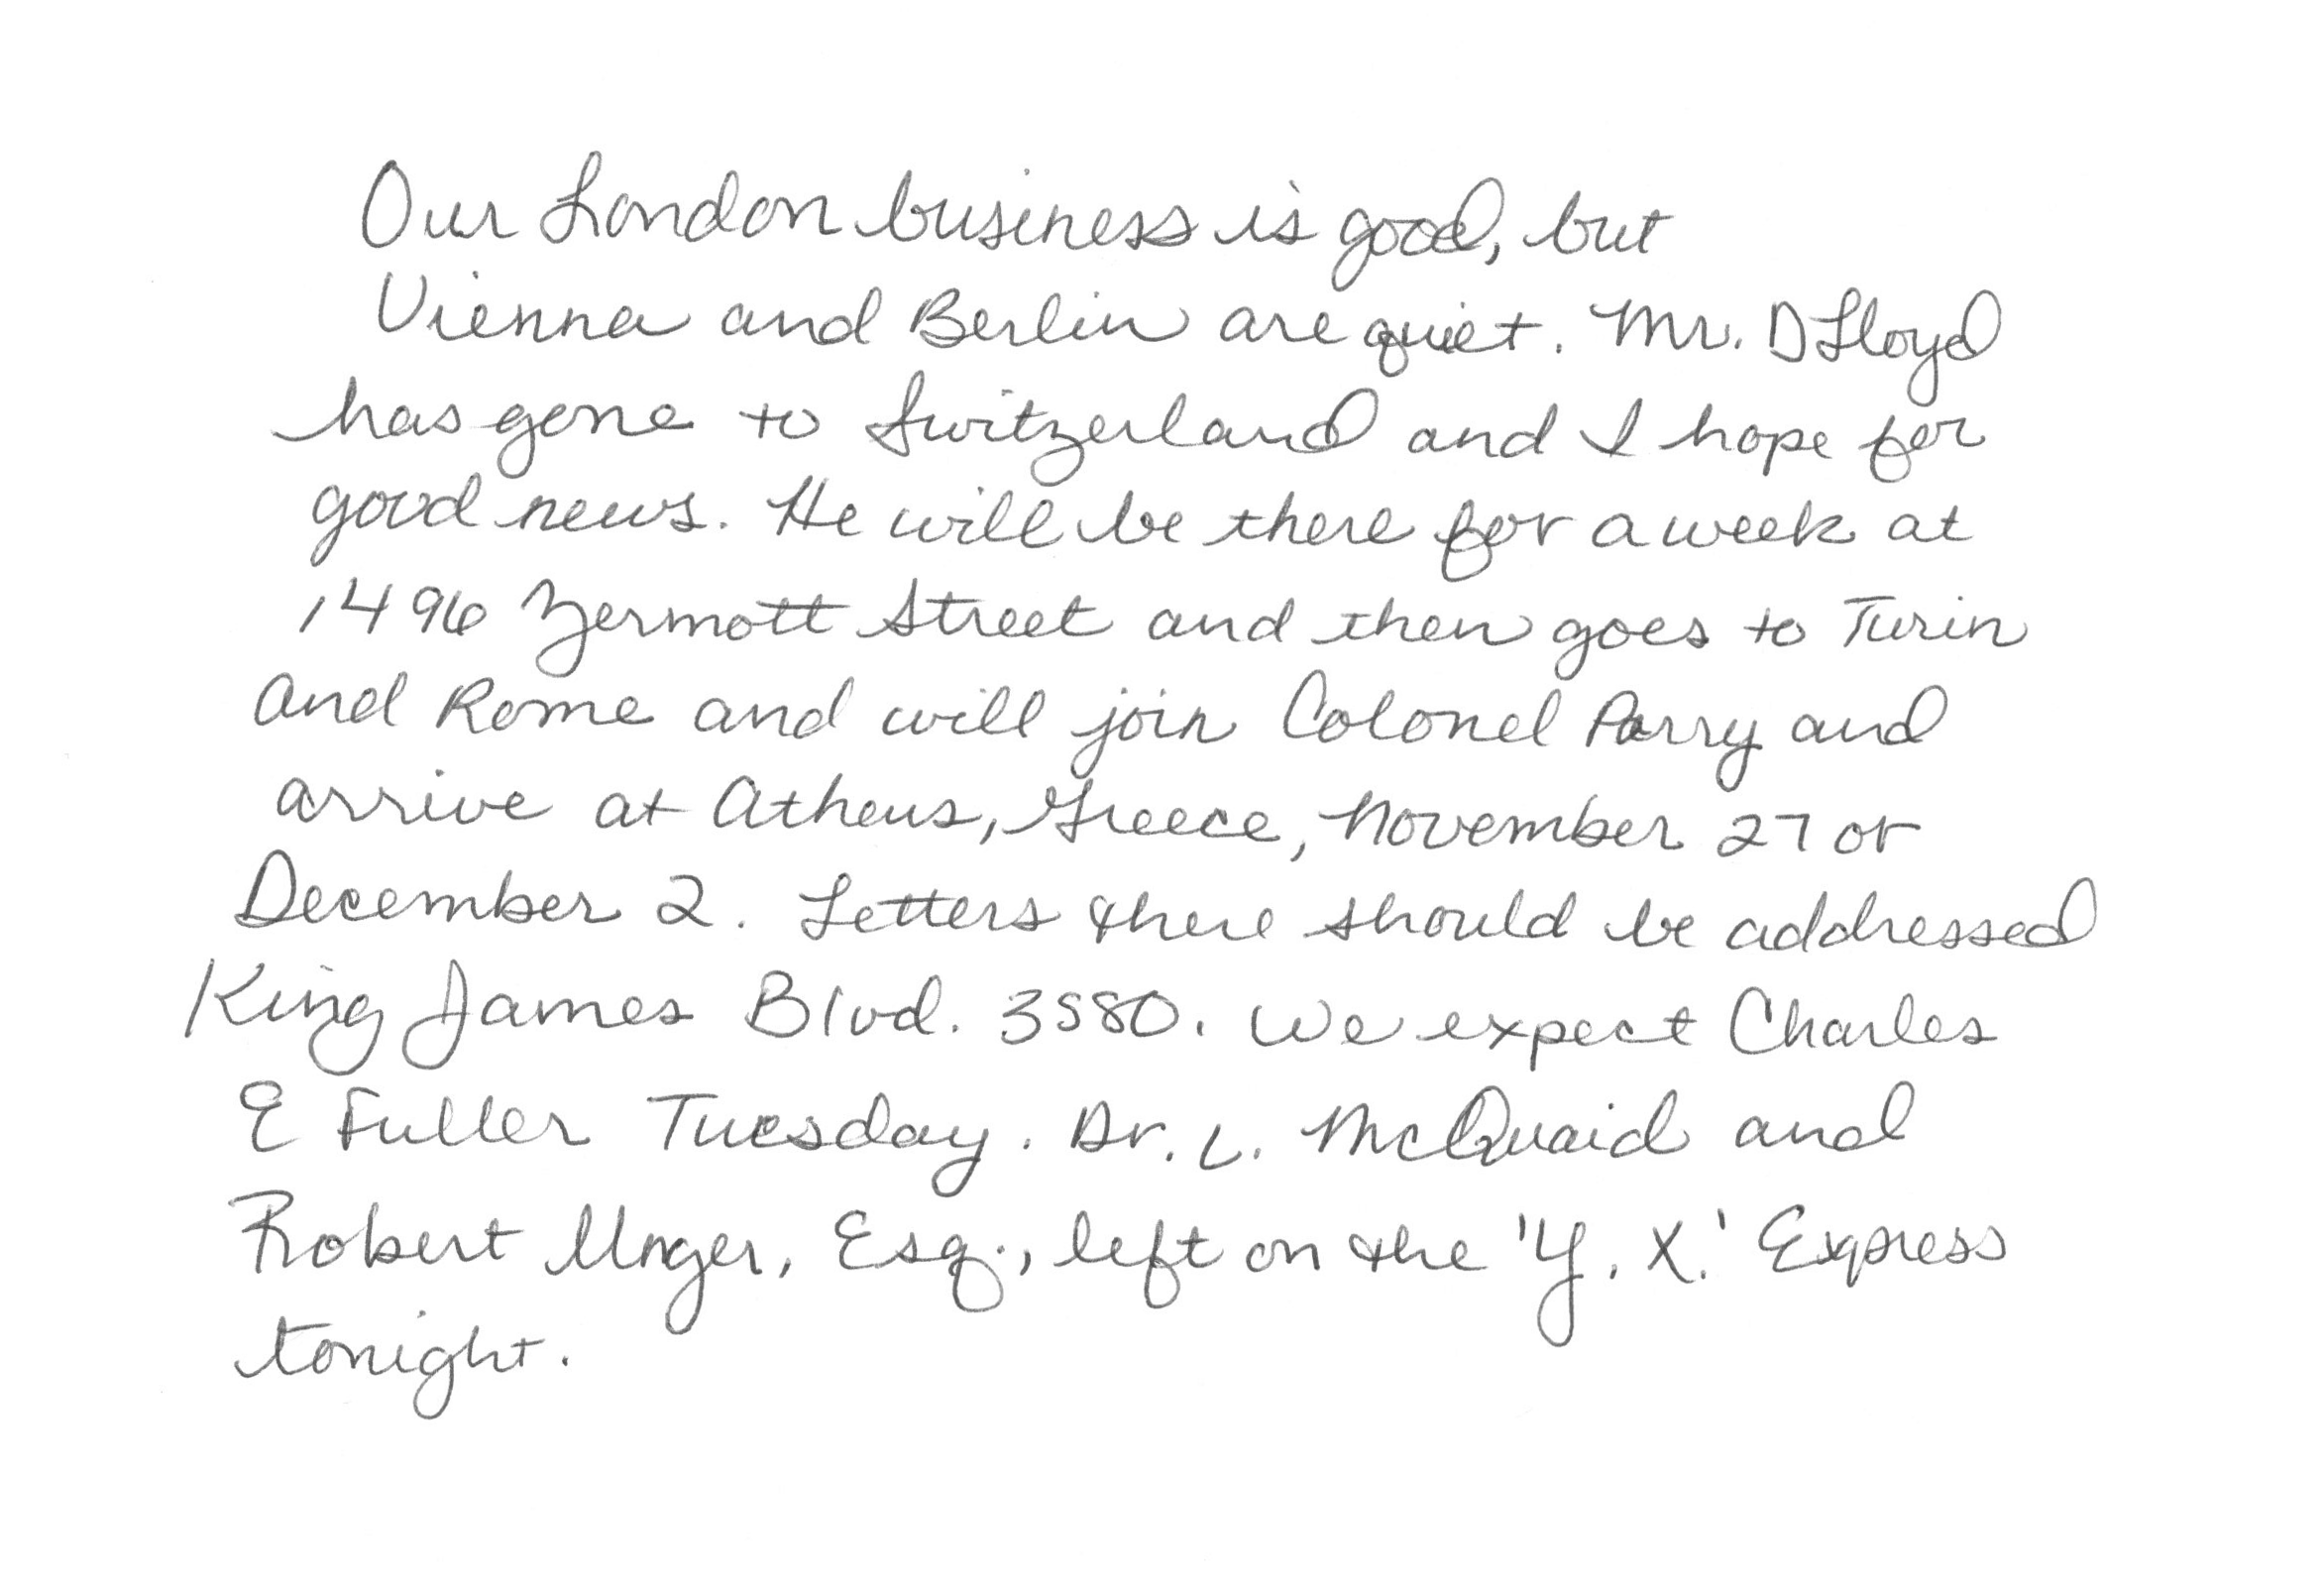 Our London business is good, but
Vienna and Berlin are quiet. Mr. D Lloyd
has gone to Switzerland and I hope for
good news. He will be there for a week at
1496 Zermott Street and then goes to Turin
and Rome and will join Colonel Parry and
arrive at Athens, Greece, November 27 or
December 2. Letters there should be addressed
King James Blvd. 3580. We expect Charles
E Fuller Tuesday. Dr. L. McQuaid and
Robert Unger, Esq., left on the 'Y. X.' Express
tonight.